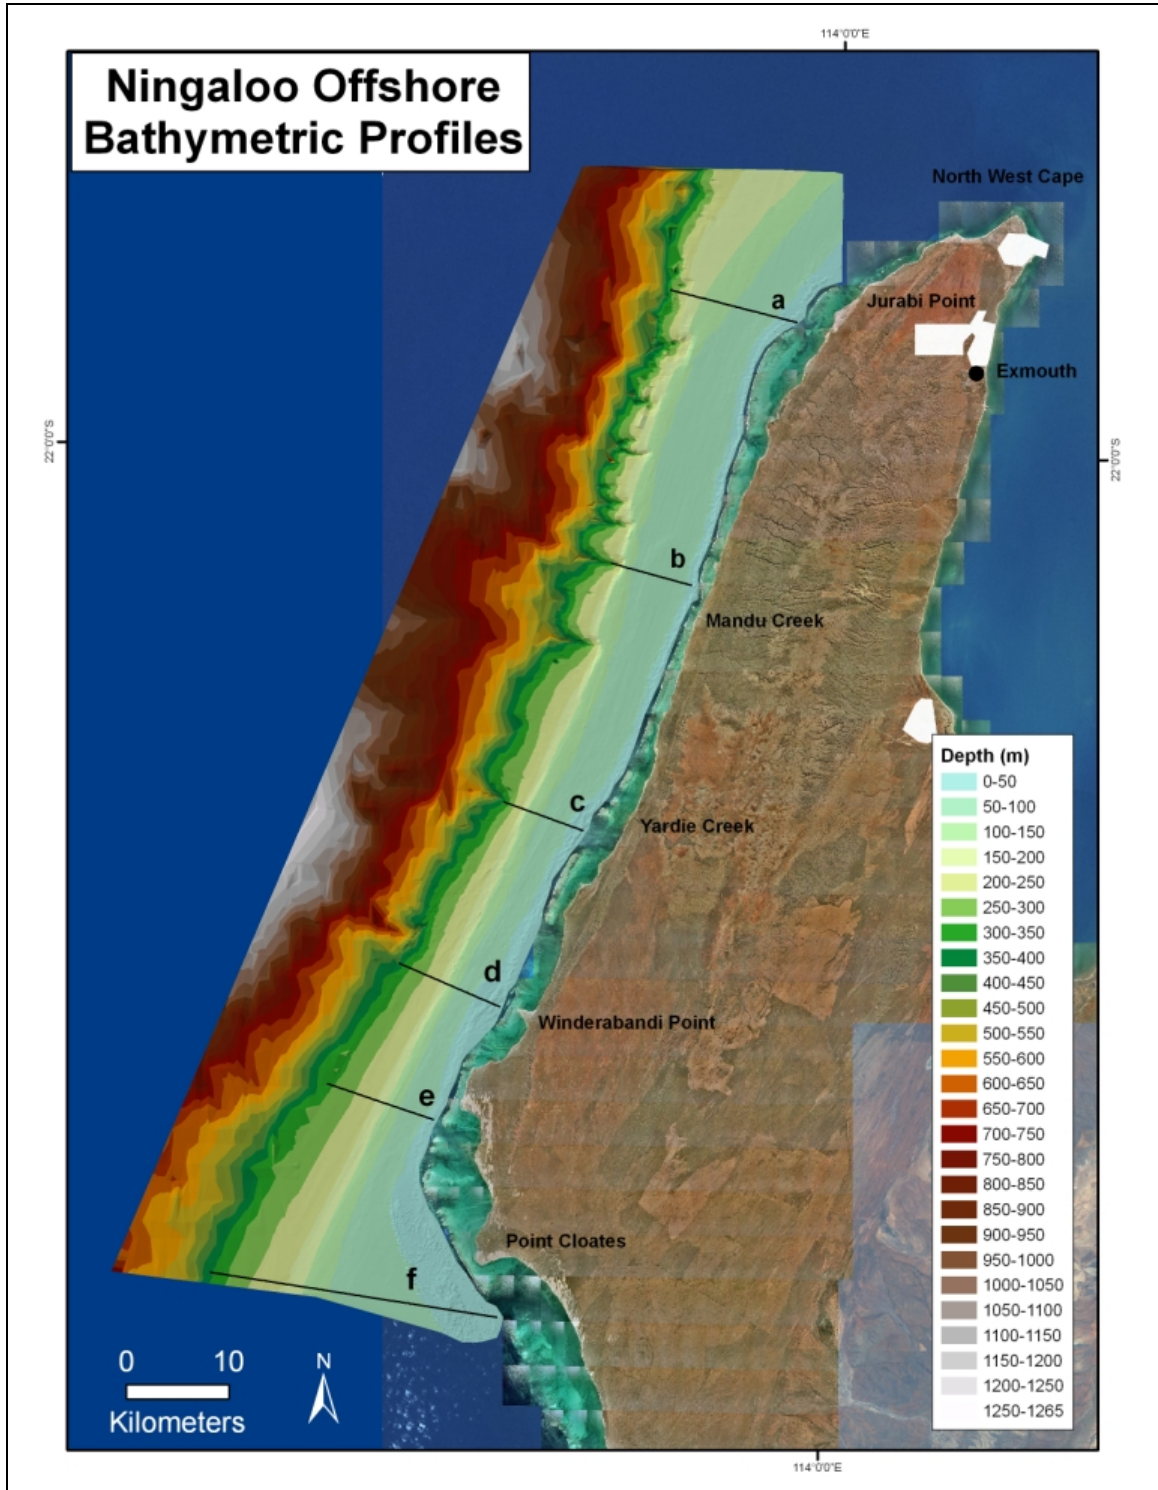 114°0'0"E
Ningaloo Offshore
Bathymetric Profiles
North West Cape
a
Jurabi Point
Exmouth
22°0'0"S
22°0'0"S
b
Mandu Creek
c
Yardie Creek
d
Winderabandi Point
e
Point Cloates
f
Depth (m)
0-50
50-100
100-150
150-200
200-250
250-300
300-350
350-400
400-450
450-500
500-550
550-600
600-650
650-700
700-750
750-800
800-850
850-900
900-950
950-1000
1000-1050
1050-1100
1100-1150
1150-1200
1200-1250
1250-1265
0 10
Kilometers
N
114°0'0"E